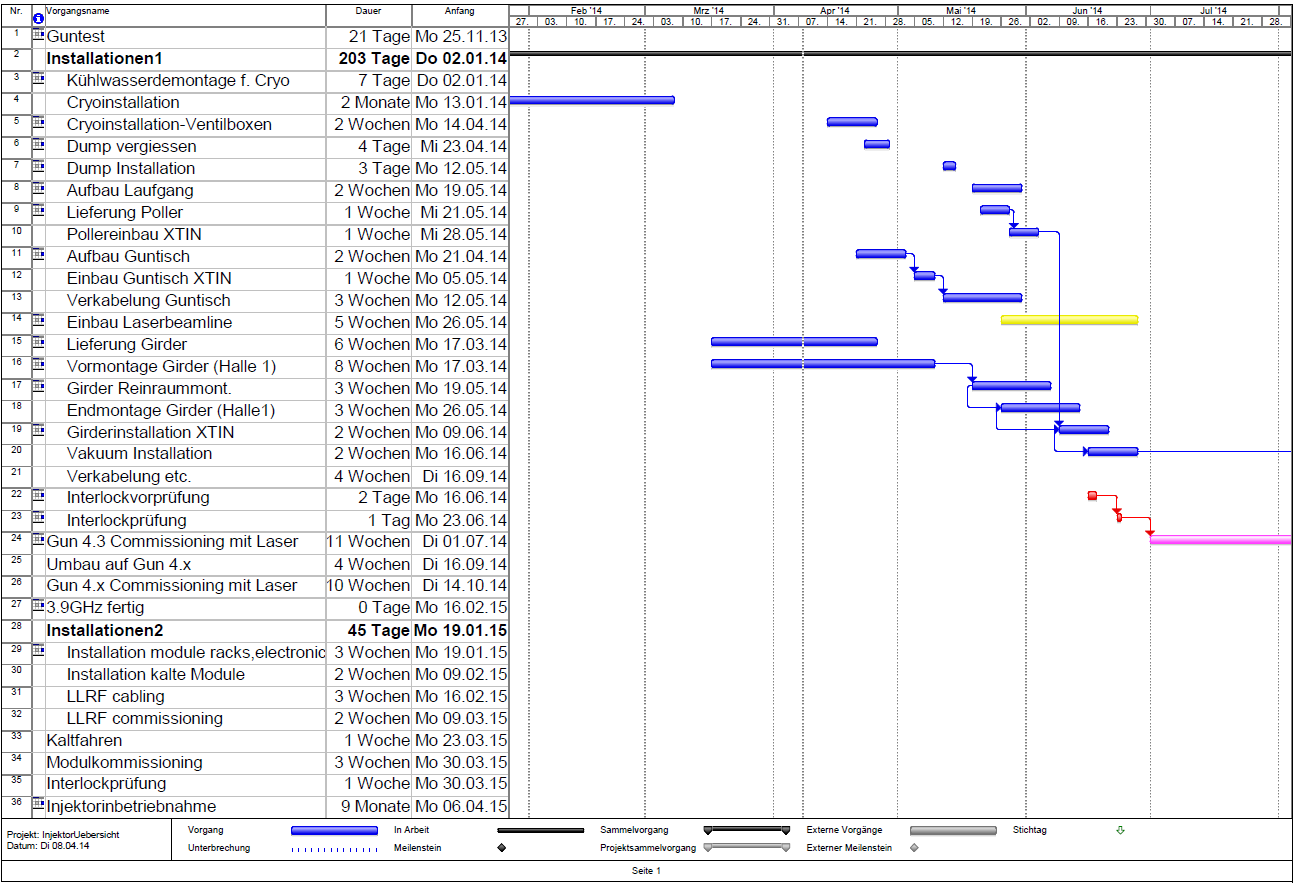 Nr. Vorgangsname Dauer Anfang Feb '14 Mrz '14 Apr '14 Mai '14 Jun '14 Jul '14
27. 03. 10. 17. 24. 03. 10. 17. 24. 31. 07. 14. 21. 28. 05. 12. 19. 26. 02. 09. 16. 23. 30. 07. 14. 21. 28.
1 Guntest 21 Tage Mo 25.11.13
2 Installationen1 203 Tage Do 02.01.14
3 Kühlwasserdemontage f. Cryo 7 Tage Do 02.01.14
4 Cryoinstallation 2 Monate Mo 13.01.14
5 Cryoinstallation-Ventilboxen 2 Wochen Mo 14.04.14
6 Dump vergiessen 4 Tage Mi 23.04.14
7 Dump Installation 3 Tage Mo 12.05.14
8 Aufbau Laufgang 2 Wochen Mo 19.05.14
9 Lieferung Poller 1 Woche Mi 21.05.14
10 Pollereinbau XTIN 1 Woche Mi 28.05.14
11 Aufbau Guntisch 2 Wochen Mo 21.04.14
12 Einbau Guntisch XTIN 1 Woche Mo 05.05.14
13 Verkabelung Guntisch 3 Wochen Mo 12.05.14
14 Einbau Laserbeamline 5 Wochen Mo 26.05.14
15 Lieferung Girder 6 Wochen Mo 17.03.14
16 Vormontage Girder (Halle 1) 8 Wochen Mo 17.03.14
17 Girder Reinraummont. 3 Wochen Mo 19.05.14
18 Endmontage Girder (Halle1) 3 Wochen Mo 26.05.14
19 Girderinstallation XTIN 2 Wochen Mo 09.06.14
20 Vakuum Installation 2 Wochen Mo 16.06.14
21 Verkabelung etc. 4 Wochen Di 16.09.14
22 Interlockvorprüfung 2 Tage Mo 16.06.14
23 Interlockprüfung 1 Tag Mo 23.06.14
24 Gun 4.3 Commissioning mit Laser 11 Wochen Di 01.07.14
25 Umbau auf Gun 4.x 4 Wochen Di 16.09.14
26 Gun 4.x Commissioning mit Laser 10 Wochen Di 14.10.14
27 3.9GHz fertig 0 Tage Mo 16.02.15
28 Installationen2 45 Tage Mo 19.01.15
29 Installation module racks,electronic 3 Wochen Mo 19.01.15
30 Installation kalte Module 2 Wochen Mo 09.02.15
31 LLRF cabling 3 Wochen Mo 16.02.15
32 LLRF commissioning 2 Wochen Mo 09.03.15
33 Kaltfahren 1 Woche Mo 23.03.15
34 Modulkommissioning 3 Wochen Mo 30.03.15
35 Interlockprüfung 1 Woche Mo 30.03.15
36 Injektorinbetriebnahme 9 Monate Mo 06.04.15
Projekt: InjektorUebersicht
Datum: Di 08.04.14
Vorgang In Arbeit Sammelvorgang Externe Vorgänge Stichtag
Unterbrechung Meilenstein Projektsammelvorgang Externer Meilenstein
Seite 1